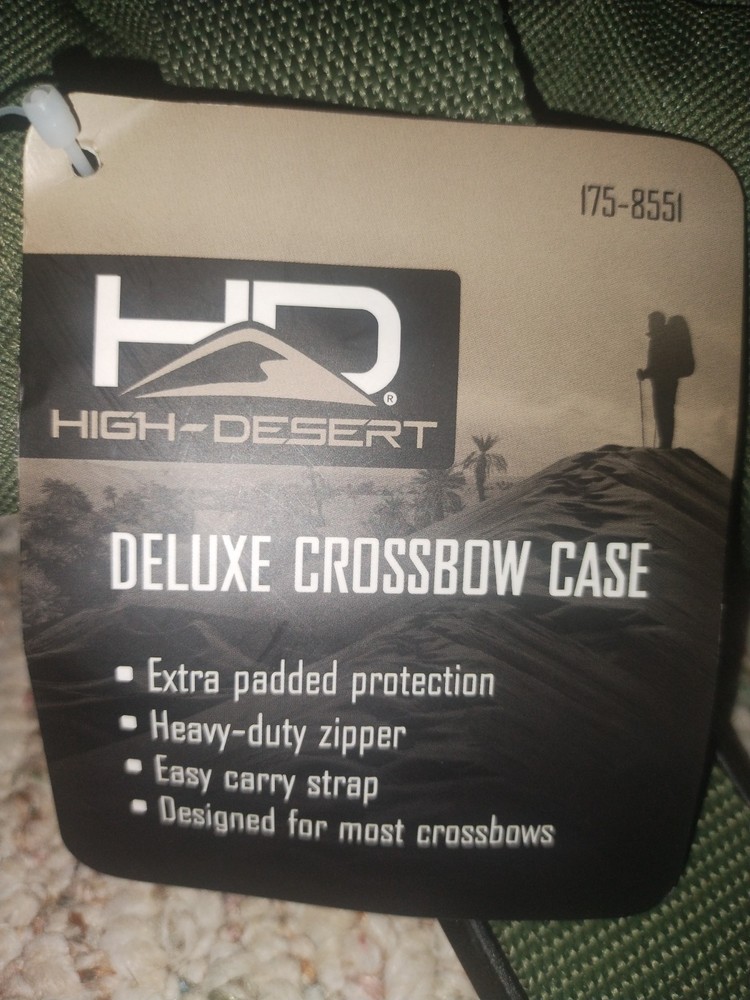 175-8551
HD
®
HIGH-DESERT
DELUXE CROSSBOW CASE
▪ Extra padded protection
▪ Heavy-duty zipper
▪ Easy carry strap
▪ Designed for most crossbows